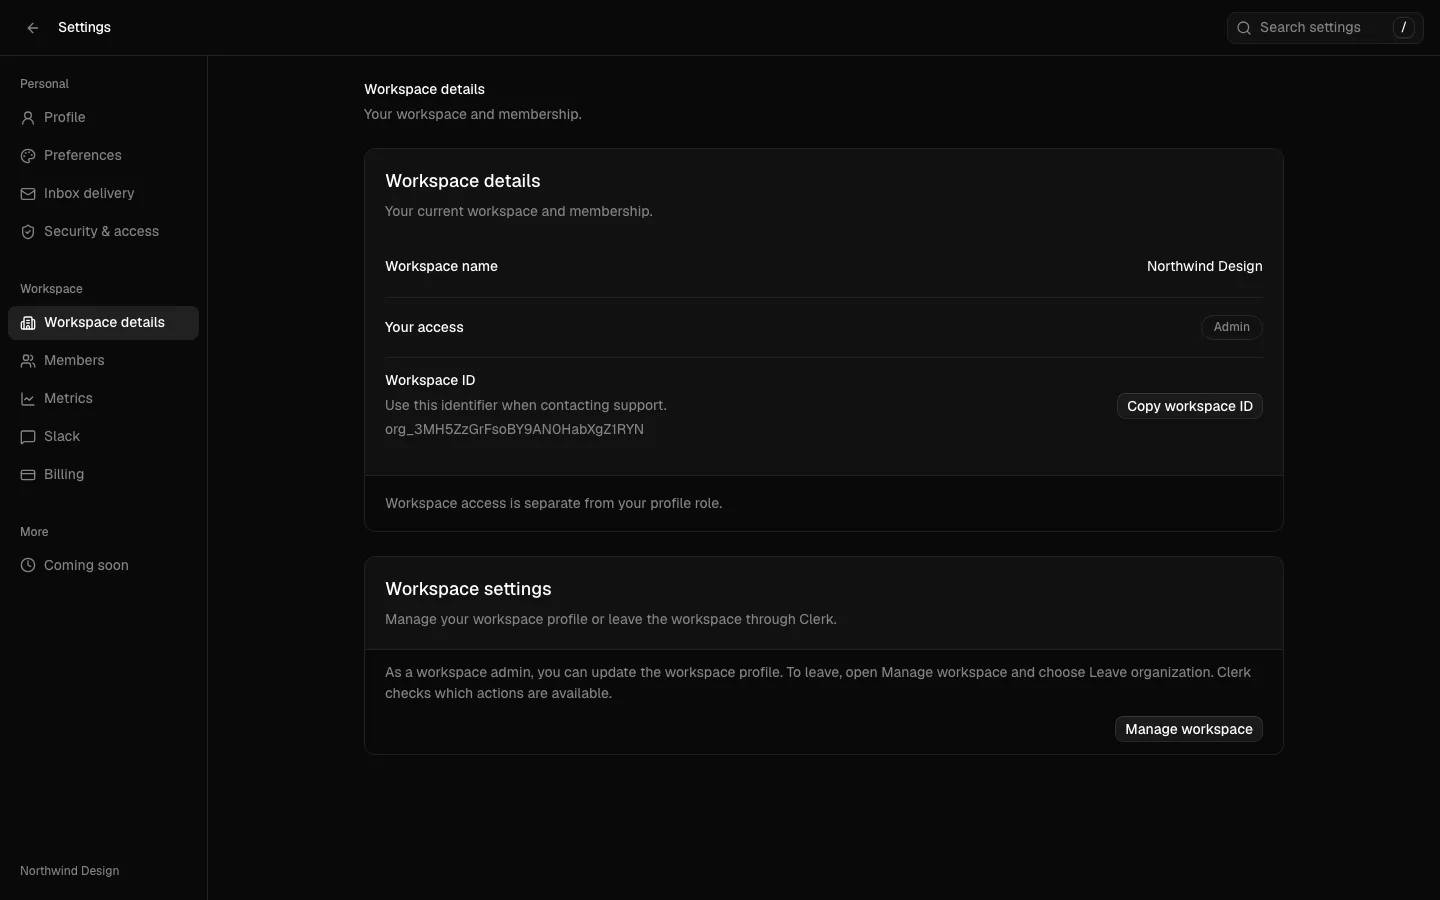 Settings
Search settings
/
Personal
Profile
Preferences
Inbox delivery
Security & access
Workspace
Workspace details
Members
Metrics
Slack
Billing
More
Coming soon
Northwind Design
Workspace details
Your workspace and membership.
Workspace details
Your current workspace and membership.
Workspace name
Northwind Design
Your access
Admin
Workspace ID
Use this identifier when contacting support.
org_3MH5ZzGrFsoBY9AN0HabXgZ1RYN
Copy workspace ID
Workspace access is separate from your profile role.
Workspace settings
Manage your workspace profile or leave the workspace through Clerk.
As a workspace admin, you can update the workspace profile. To leave, open Manage workspace and choose Leave organization. Clerk
checks which actions are available.
Manage workspace